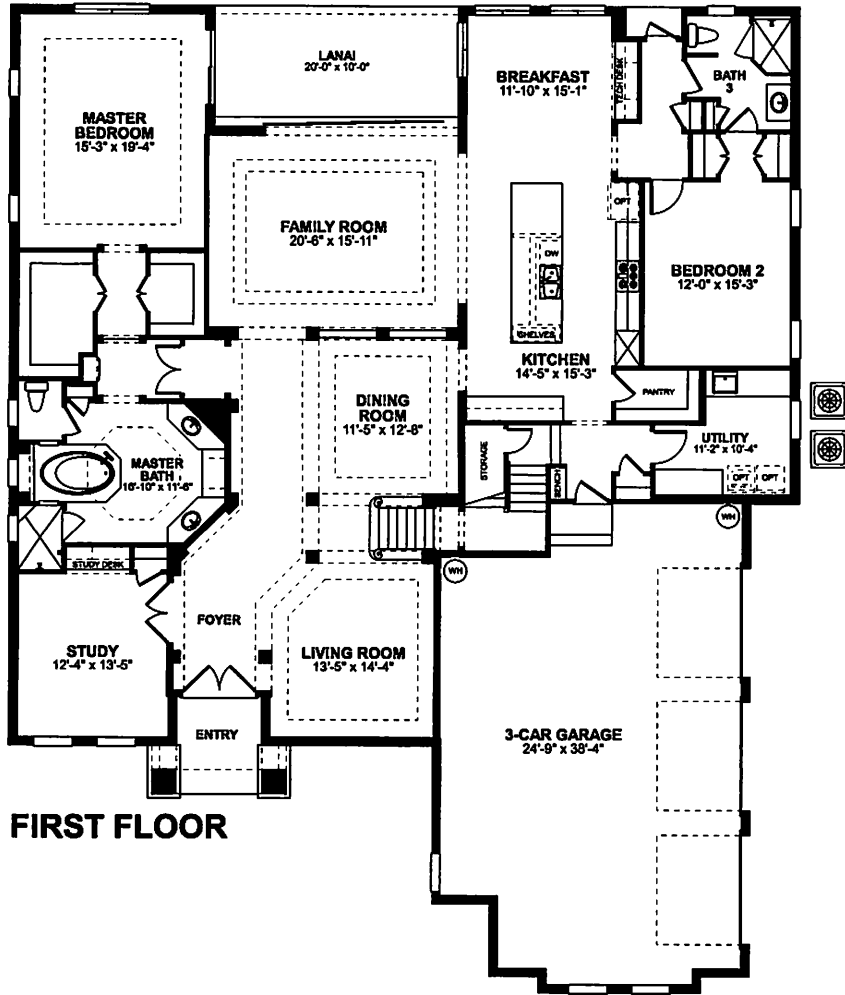 LANAI
20'-0" x 10'-0"
BREAKFAST
11'-10" x 15'-1"
TECH DESK
BATH
3
MASTER
BEDROOM
15'-3" x 19'-4"
FAMILY ROOM
20'-6" x 15'-11"
OPT
DW
BEDROOM 2
12'-0" x 15'-3"
SHELVES
KITCHEN
14'-5" x 15'-3"
PANTRY
DINING
ROOM
11'-5" x 12'-8"
UTILITY
11'-2" x 10'-4"
STORAGE
MASTER
BATH
16'-10" x 11'-6"
BENCH
OPT
OPT
WH
STUDY DESK
WH
FOYER
STUDY
12'-4" x 13'-5"
LIVING ROOM
13'-5" x 14'-4"
ENTRY
3-CAR GARAGE
24'-9" x 38'-4"
FIRST FLOOR